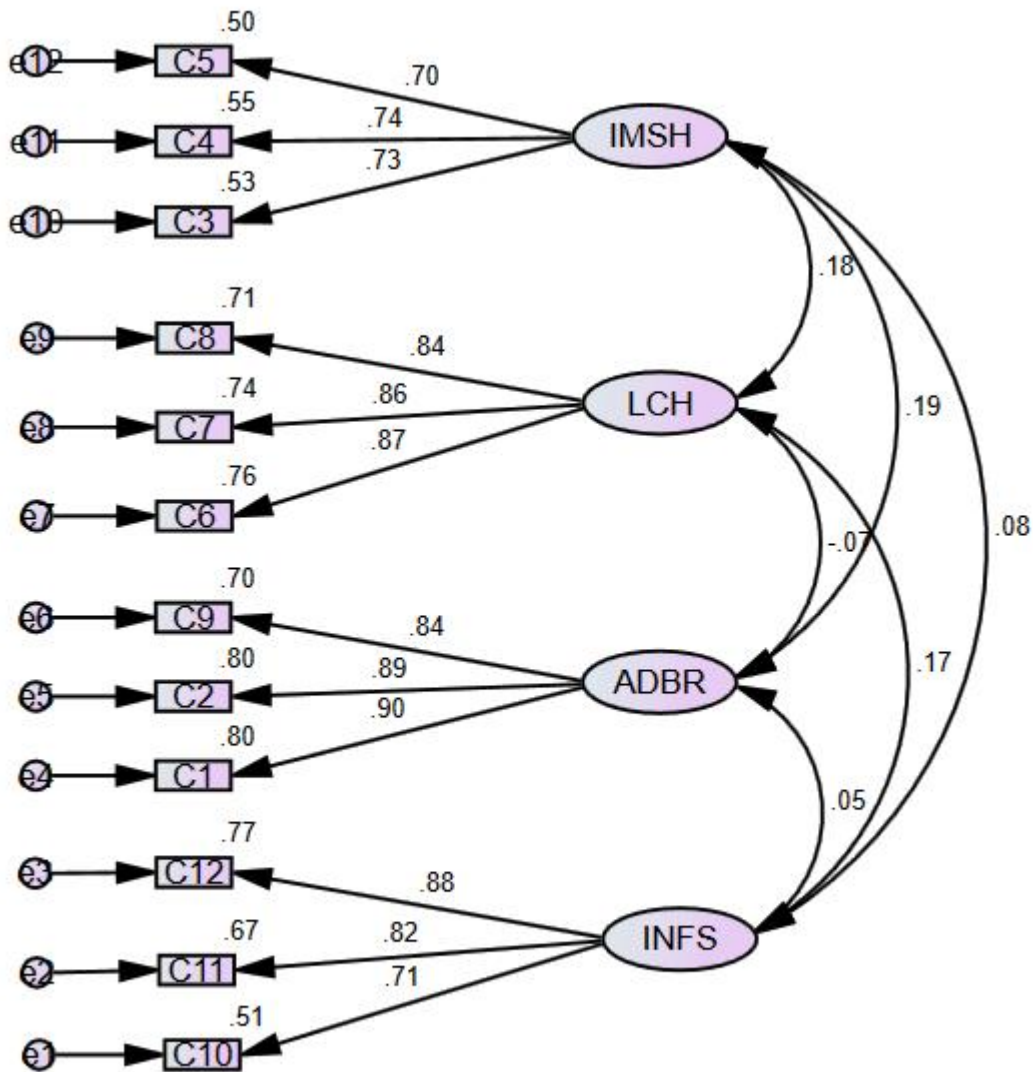 .50
e12 C5 .70
.55
e11 C4 .74 IMSH
.53 .73
e10 C3
.18
.71
e9 C8 .84
.74 .86 LCH .19
e8 C7
.76 .87
e7 C6
-.07 .08
.70
e6 C9 .84 .17
.80 .89 ADBR
e5 C2
.80 .90
e4 C1
.05
.77
e3 C12 .88
.67 .82 INFS
e2 C11
.51 .71
e1 C10